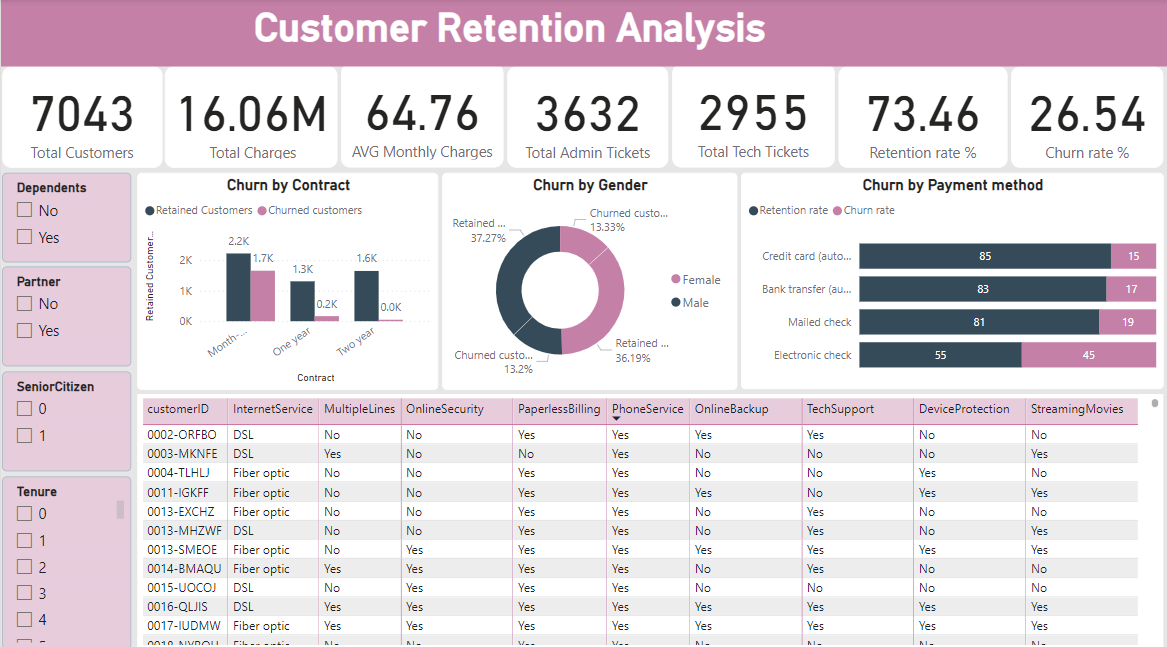 Customer Retention Analysis
7043
Total Customers
16.06M
Total Charges
64.76
AVG Monthly Charges
3632
Total Admin Tickets
2955
Total Tech Tickets
73.46
Retention rate %
26.54
Churn rate %
Dependents
No
Yes
Partner
No
Yes
SeniorCitizen
0
1
Tenure
0
1
2
3
4
Churn by Contract
Retained Customers Churned customers
Retained Customer...
2K
1K
0K
2.2K
1.7K
1.3K
0.2K
1.6K
0.0K
Month-...
One year
Two year
Contract
Churn by Gender
Retained ...
37.27%
Churned custo...
13.33%
Churned custo...
13.2%
Retained ...
36.19%
Female
Male
Churn by Payment method
Retention rate Churn rate
Credit card (auto... 85 15
Bank transfer (au... 83 17
Mailed check 81 19
Electronic check 55 45
customerID InternetService MultipleLines OnlineSecurity PaperlessBilling PhoneService OnlineBackup TechSupport DeviceProtection StreamingMovies
0002-ORFBO DSL No No Yes Yes Yes Yes No No
0003-MKNFE DSL Yes No No Yes No No No Yes
0004-TLHLJ Fiber optic No No Yes Yes No No Yes No
0011-IGKFF Fiber optic No No Yes Yes Yes No Yes Yes
0013-EXCHZ Fiber optic No No Yes Yes No Yes No No
0013-MHZWF DSL No No Yes Yes No Yes No Yes
0013-SMEOE Fiber optic No Yes Yes Yes Yes Yes Yes Yes
0014-BMAQU Fiber optic Yes Yes Yes Yes No Yes No No
0015-UOCOJ DSL No Yes Yes Yes No No No No
0016-QLJIS DSL Yes Yes Yes Yes Yes Yes Yes Yes
0017-IUDMW Fiber optic Yes Yes Yes Yes Yes Yes Yes Yes